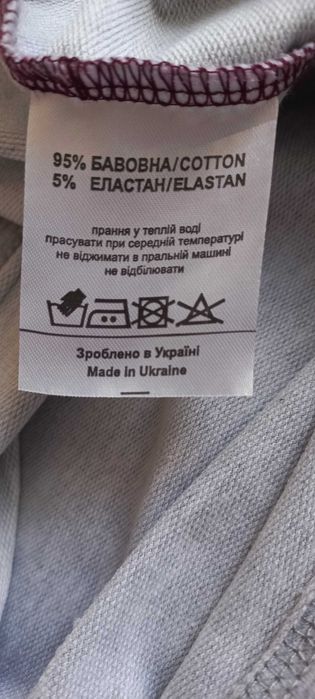 95% БАВОВНА/COTTON
5% ЕЛАСТАН/ELASTAN
прання у теплій воді
прасувати при середній температурі
не віджимати в пральній машині
не відбілювати
Зроблено в Україні
Made in Ukraine